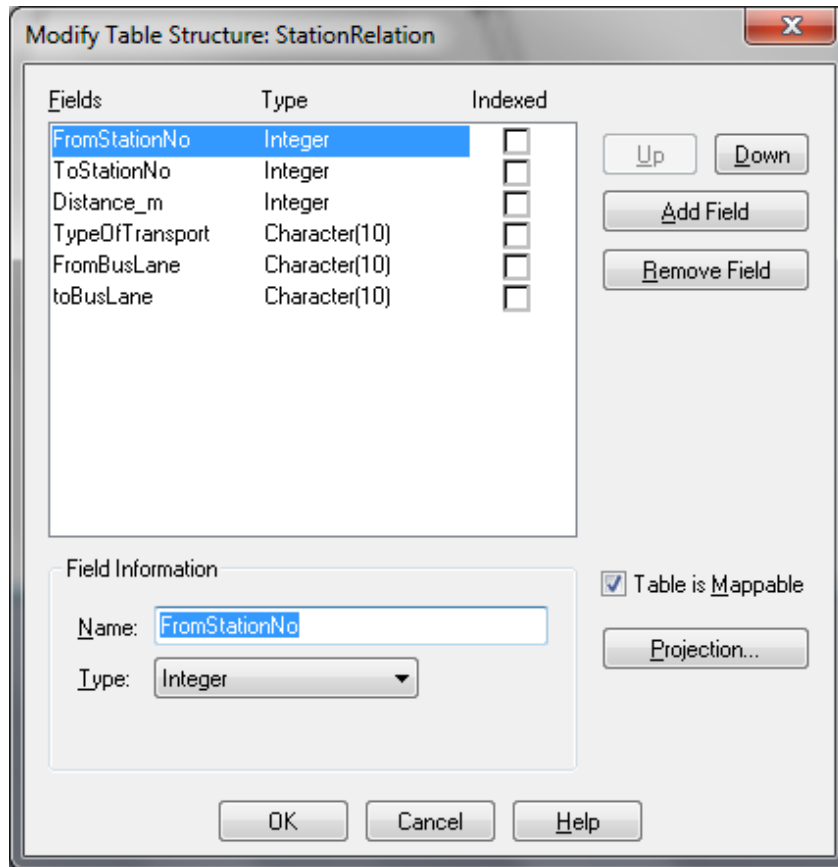 Modify Table Structure: StationRelation
Fields Type Indexed
FromStationNo Integer
ToStationNo Integer
Distance_m Integer
TypeOfTransport Character(10)
FromBusLane Character(10)
toBusLane Character(10)
Up Down
Add Field
Remove Field
Field Information
Name: FromStationNo
Type: Integer
Table is Mappable
Projection...
OK Cancel Help